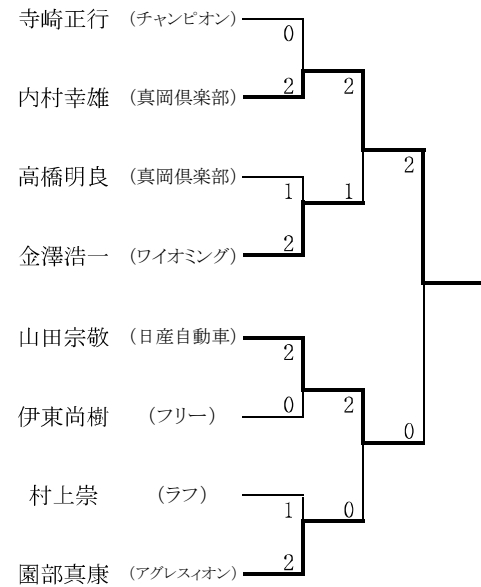 寺崎正行 (チャンピオン)
0
内村幸雄 (真岡倶楽部)
2 2
2
高橋明良 (真岡倶楽部)
1 1
金澤浩一 (ワイオミング)
2
山田宗敬 (日産自動車)
2
伊東尚樹 (フリー)
0 2
0
村上崇 (ラフ)
1 0
園部真康 (アグレスィオン)
2